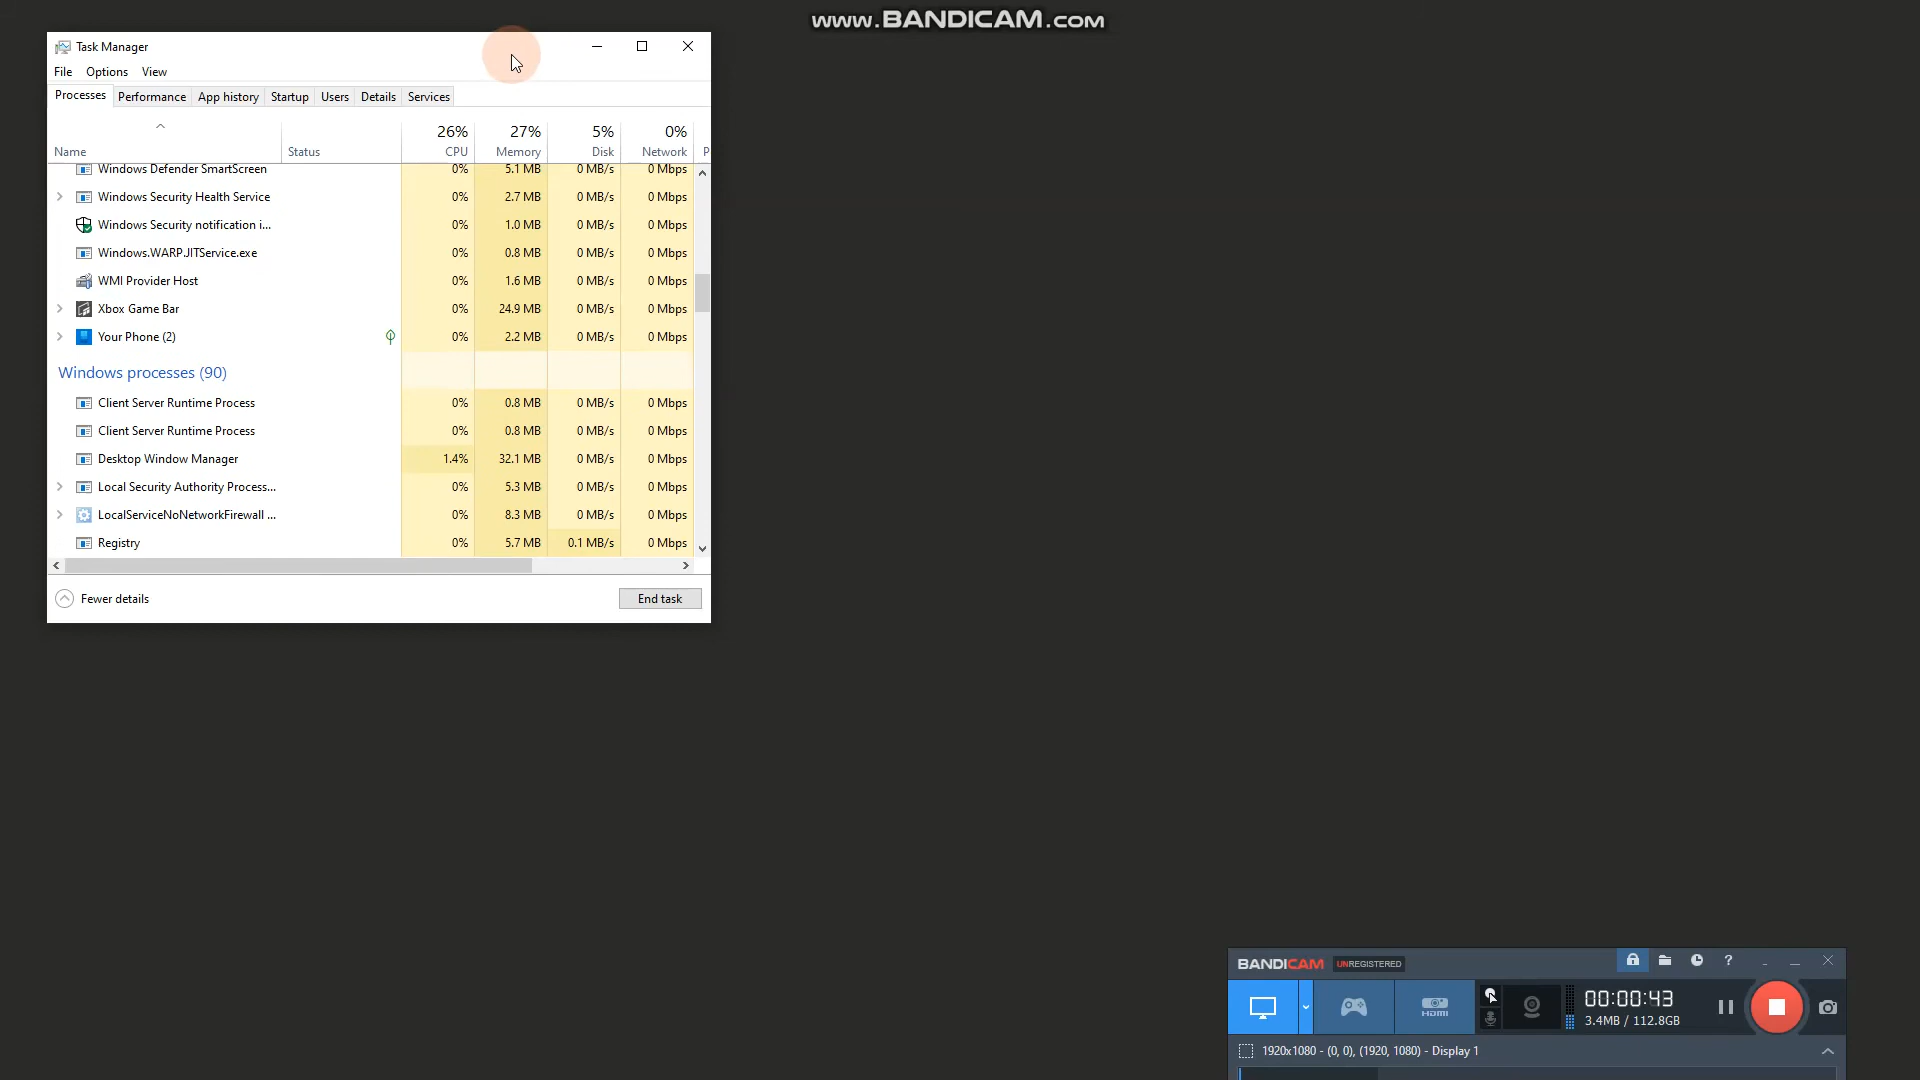 www.BANDICAM.com
Task Manager
File Options View
Processes Performance App history Startup Users Details Services
26% 27% 5% 0%
Name Status CPU Memory Disk Network P
Windows Defender SmartScreen 0% 5.1 MB 0 MB/s 0 Mbps
Windows Security Health Service 0% 2.7 MB 0 MB/s 0 Mbps
Windows Security notification i... 0% 1.0 MB 0 MB/s 0 Mbps
Windows.WARP.JITService.exe 0% 0.8 MB 0 MB/s 0 Mbps
WMI Provider Host 0% 1.6 MB 0 MB/s 0 Mbps
Xbox Game Bar 0% 24.9 MB 0 MB/s 0 Mbps
Your Phone (2) 0% 2.2 MB 0 MB/s 0 Mbps
Windows processes (90)
Client Server Runtime Process 0% 0.8 MB 0 MB/s 0 Mbps
Client Server Runtime Process 0% 0.8 MB 0 MB/s 0 Mbps
Desktop Window Manager 1.4% 32.1 MB 0 MB/s 0 Mbps
Local Security Authority Process... 0% 5.3 MB 0 MB/s 0 Mbps
LocalServiceNoNetworkFirewall ... 0% 8.3 MB 0 MB/s 0 Mbps
Registry 0% 5.7 MB 0.1 MB/s 0 Mbps
Fewer details End task
BANDICAM UNREGISTERED ?
HDMI 00:00:43
3.4MB / 112.8GB
1920x1080 - (0, 0), (1920, 1080) - Display 1